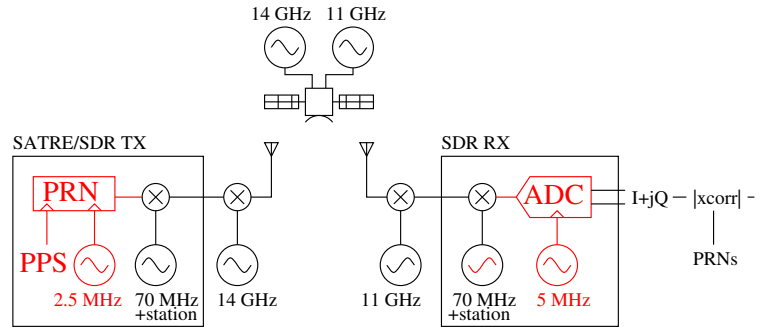 14 GHz 11 GHz
SATRE/SDR TX SDR RX
PRN ADC I+jQ |xcorr|
PPS PRNs
2.5 MHz 70 MHz 14 GHz 11 GHz 70 MHz 5 MHz
+station +station